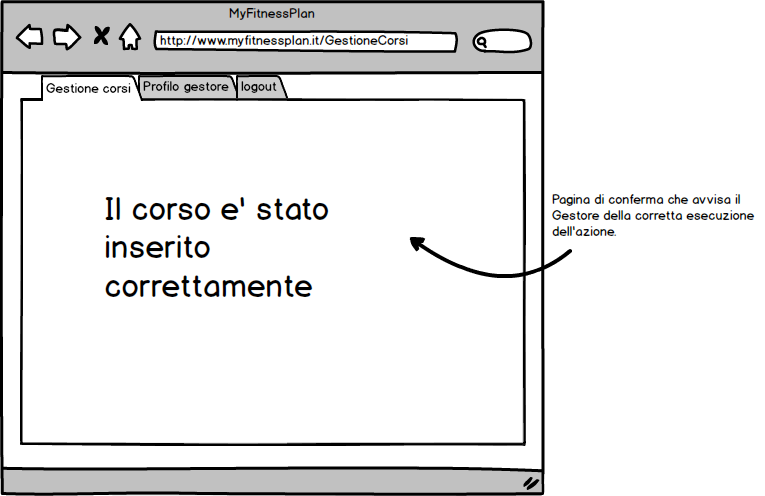 MyFitnessPlan
http://www.myfitnessplan.it/GestioneCorsi
Gestione corsi
Profilo gestore
logout
Il corso e' stato
inserito
correttamente
Pagina di conferma che avvisa il
Gestore della corretta esecuzione
dell'azione.